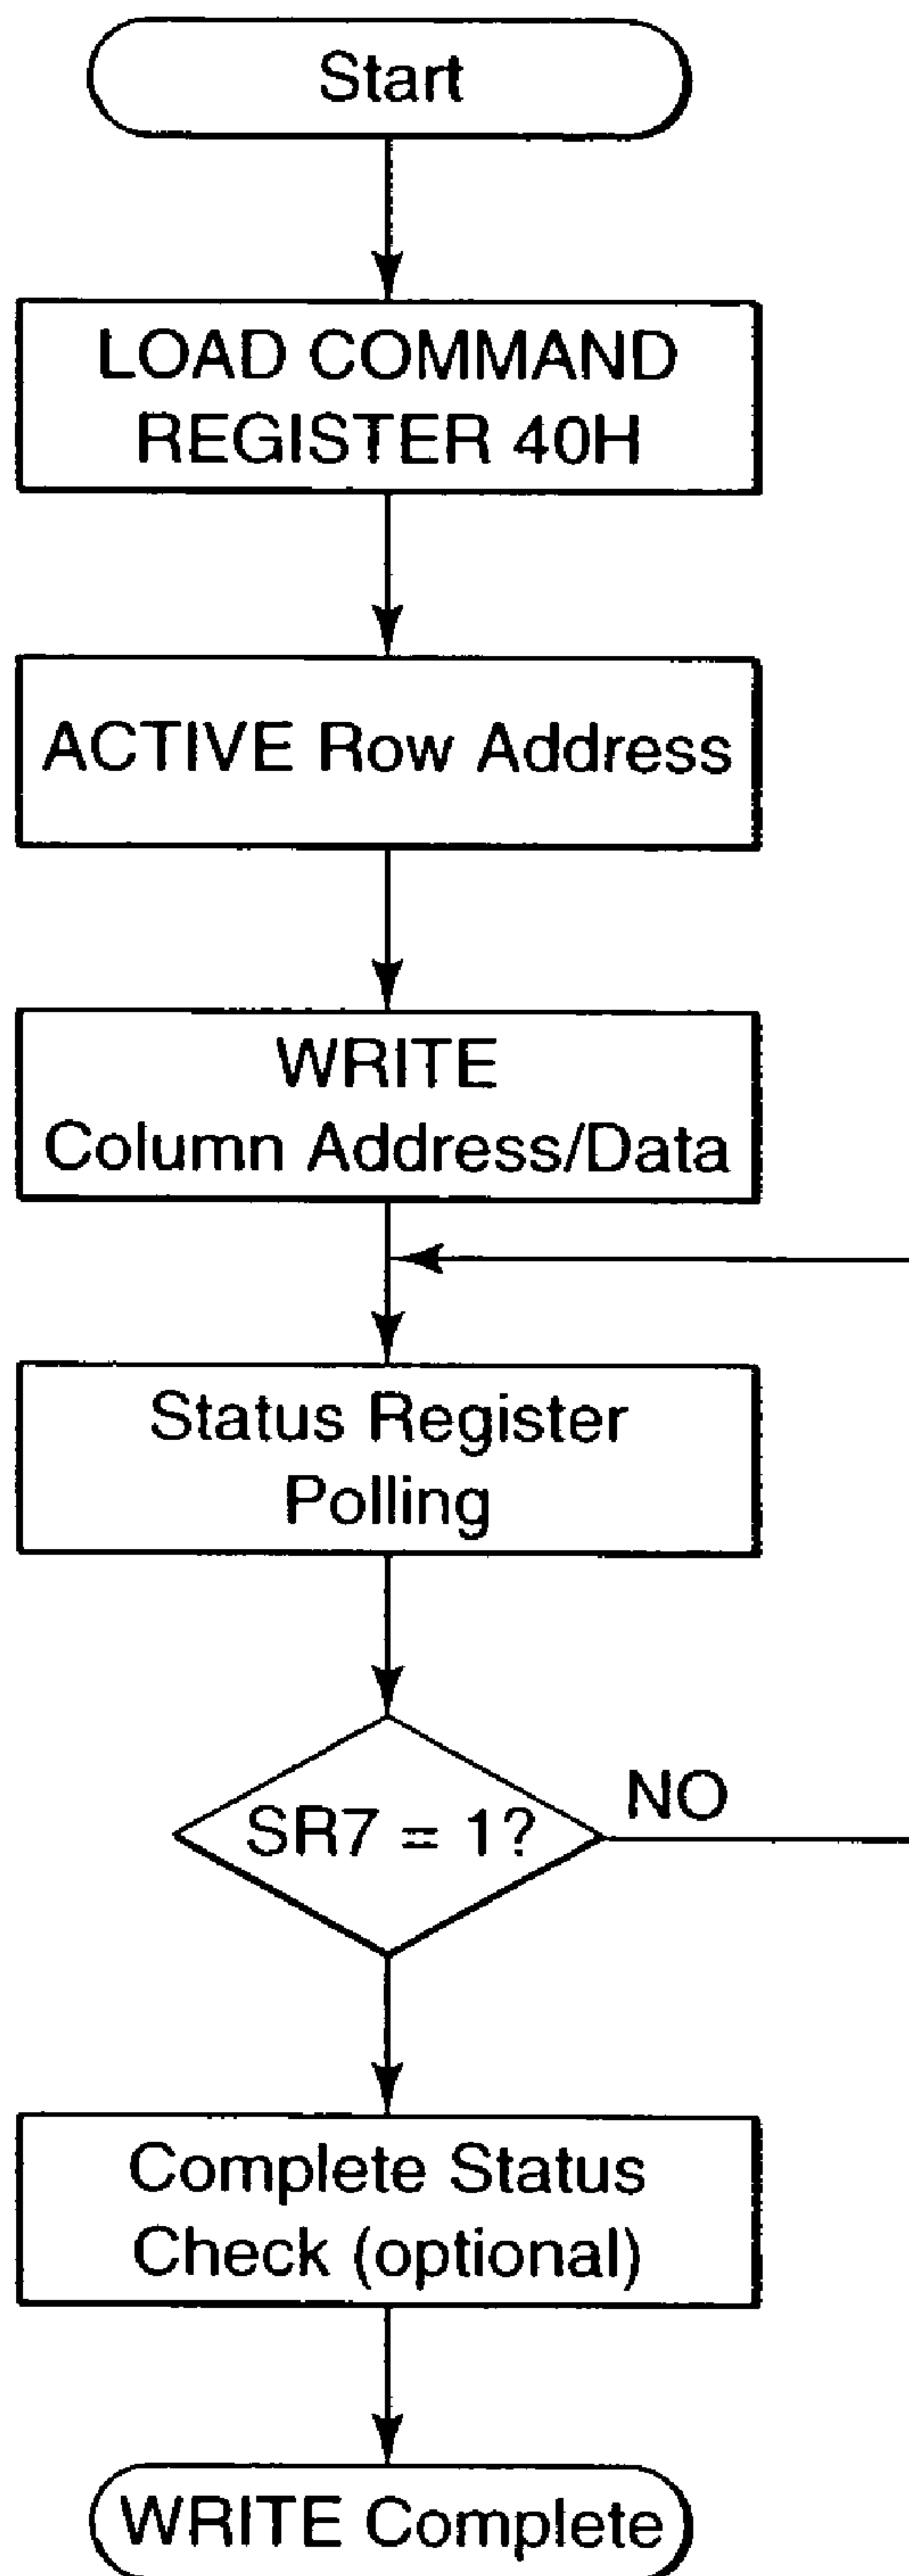 Start
LOAD COMMAND
REGISTER 40H
ACTIVE Row Address
WRITE
Column Address/Data
Status Register
Polling
SR7 = 1?
NO
Complete Status
Check (optional)
WRITE Complete